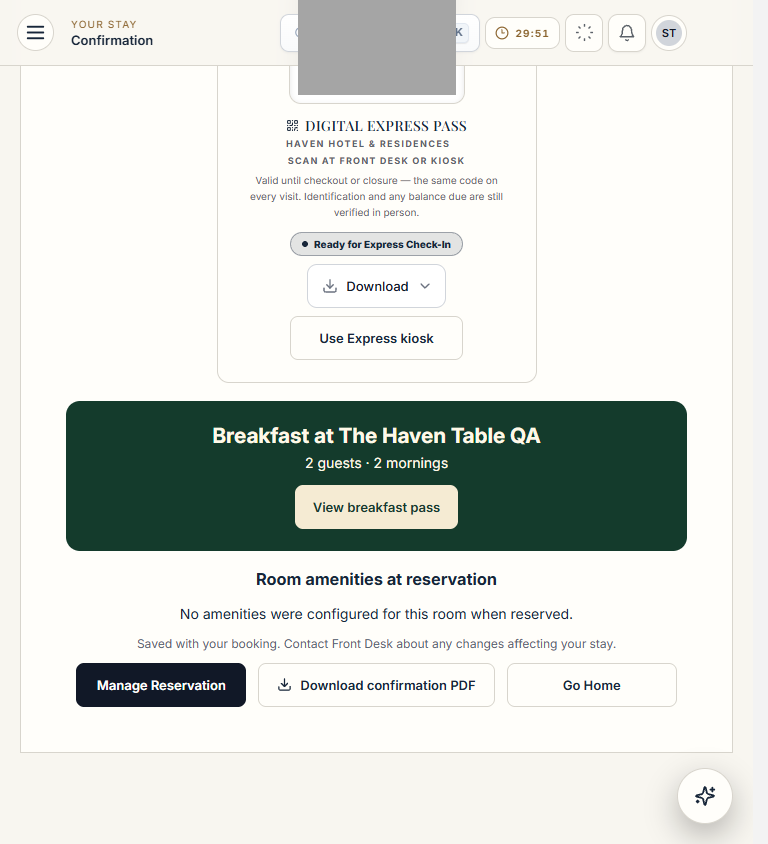 YOUR STAY
Confirmation
K
29:51
ST
DIGITAL EXPRESS PASS
HAVEN HOTEL & RESIDENCES
SCAN AT FRONT DESK OR KIOSK
Valid until checkout or closure — the same code on
every visit. Identification and any balance due are still
verified in person.
Ready for Express Check-In
Download
Use Express kiosk
Breakfast at The Haven Table QA
2 guests · 2 mornings
View breakfast pass
Room amenities at reservation
No amenities were configured for this room when reserved.
Saved with your booking. Contact Front Desk about any changes affecting your stay.
Manage Reservation
Download confirmation PDF
Go Home